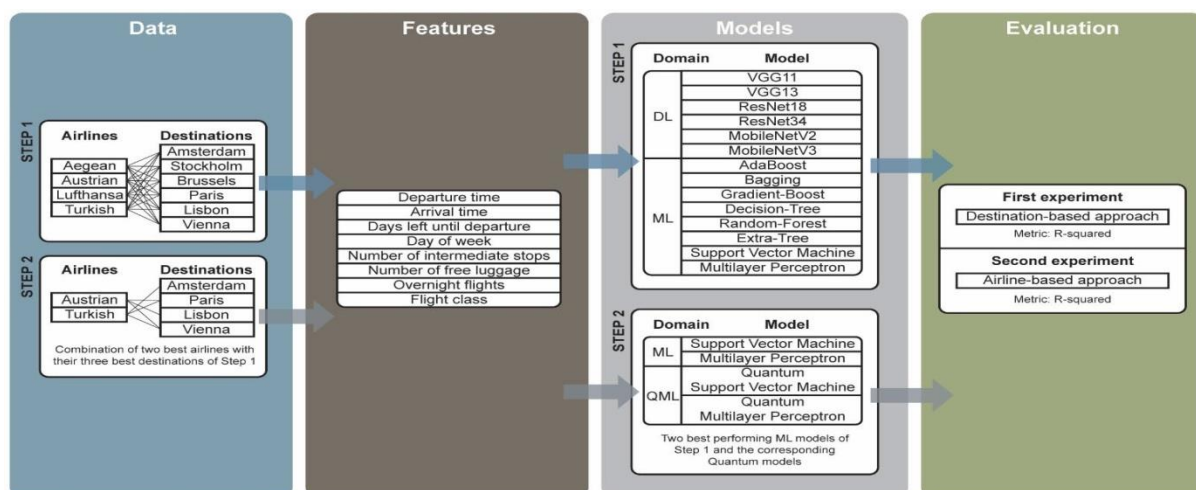 Data
STEP 1
Airlines Destinations
Aegean
Austrian
Lufthansa
Turkish
Amsterdam
Stockholm
Brussels
Paris
Lisbon
Vienna
STEP 2
Airlines Destinations
Austrian
Turkish
Amsterdam
Paris
Lisbon
Vienna
Combination of two best airlines with
their three best destinations of Step 1
Features
Departure time
Arrival time
Days left until departure
Day of week
Number of intermediate stops
Number of free luggage
Overnight flights
Flight class
Models
STEP 1
Domain Model
DL
VGG11
VGG13
ResNet18
ResNet34
MobileNetV2
MobileNetV3
ML
AdaBoost
Bagging
Gradient-Boost
Decision-Tree
Random-Forest
Extra-Tree
Support Vector Machine
Multilayer Perceptron
STEP 2
Domain Model
ML
Support Vector Machine
Multilayer Perceptron
QML
Quantum
Support Vector Machine
Quantum
Multilayer Perceptron
Two best performing ML models of
Step 1 and the corresponding
Quantum models
Evaluation
First experiment
Destination-based approach
Metric: R-squared
Second experiment
Airline-based approach
Metric: R-squared